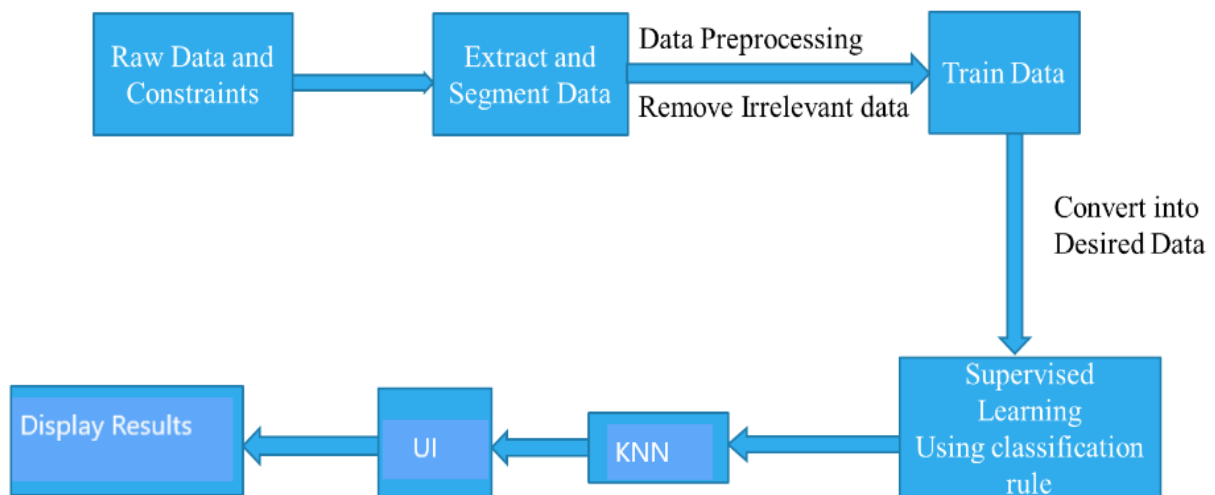 Raw Data and
Constraints
Extract and
Segment Data
Data Preprocessing
Remove Irrelevant data
Train Data
Convert into
Desired Data
Supervised
Learning
Using classification
rule
KNN
UI
Display Results